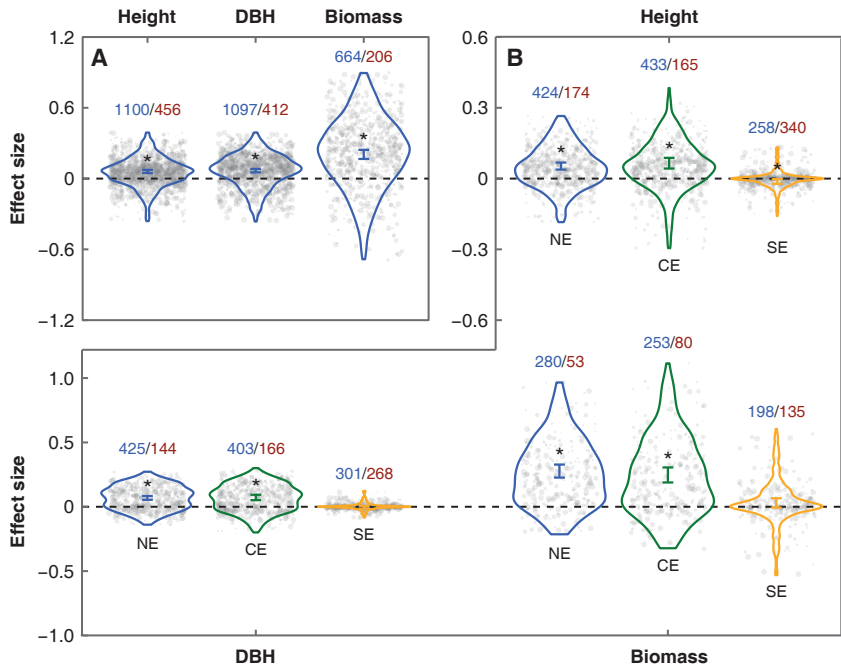 Height DBH Biomass Height
1.2 A 664/206 0.6 B 433/165
1100/456 1097/412 424/174
0.6 * 0.3 258/340
* * * * *
Effect size 0 0
NE CE SE
−0.6 −0.3
−1.2 −0.6
280/53 253/80
1.0 198/135
425/144 403/166 301/268
0.5 * *
* *
Effect size 0
NE CE SE NE CE
−0.5 SE
−1.0
DBH Biomass